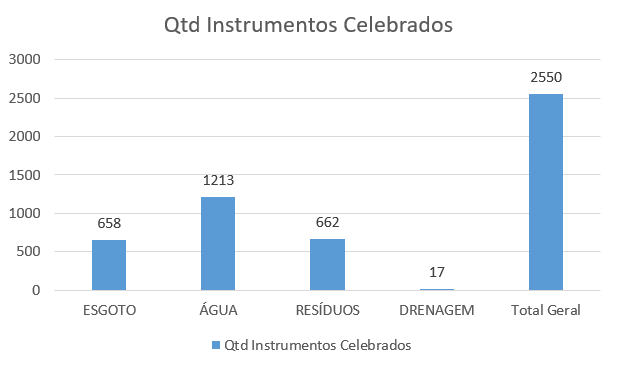 Qtd Instrumentos Celebrados
3000
2500
2000
1500
1000
500
0
658
1213
662
17
2550
ESGOTO
ÁGUA
RESÍDUOS
DRENAGEM
Total Geral
Qtd Instrumentos Celebrados